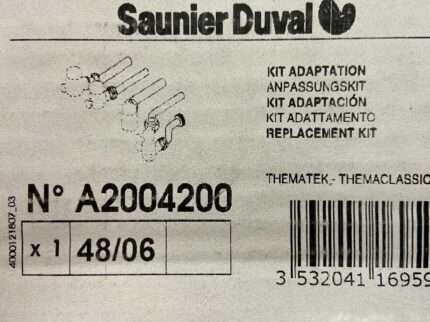 Saunier Duval
KIT ADAPTATION
ANPASSUNGSKIT
KIT ADAPTACIÓN
KIT ADATTAMENTO
REPLACEMENT KIT
N° A2004200
THEMATEK,- THEMACLASSIC
x 1 48/06
4000121807_03
3 532041 16959